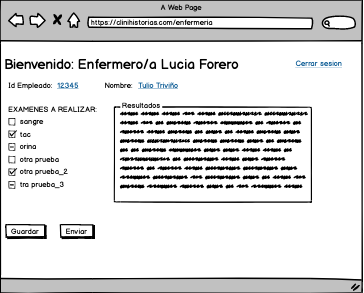 A Web Page
https://clinihistorias.com/enfermeria
Bienvenido: Enfermero/a Lucia Forero
Cerrar sesion
Id Empleado: 12345 Nombre: Tulio Triviño
EXAMENES A REALIZAR:
Resultados
sangre
tac
orina
otra prueba
otra prueba_2
tra prueba_3
Guardar
Enviar